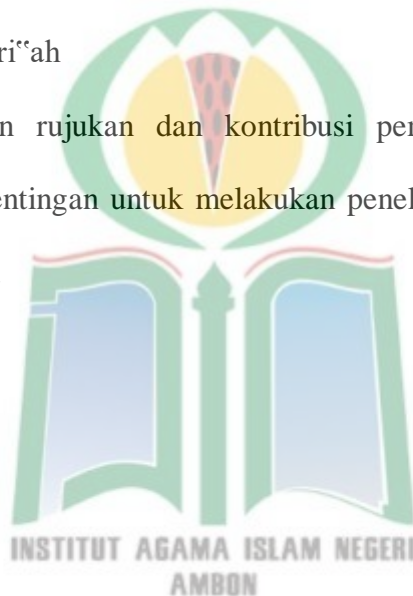 ri‟ah
n rujukan dan kontribusi per
entingan untuk melakukan penel
INSTITUT AGAMA ISLAM NEGERI
AMBON